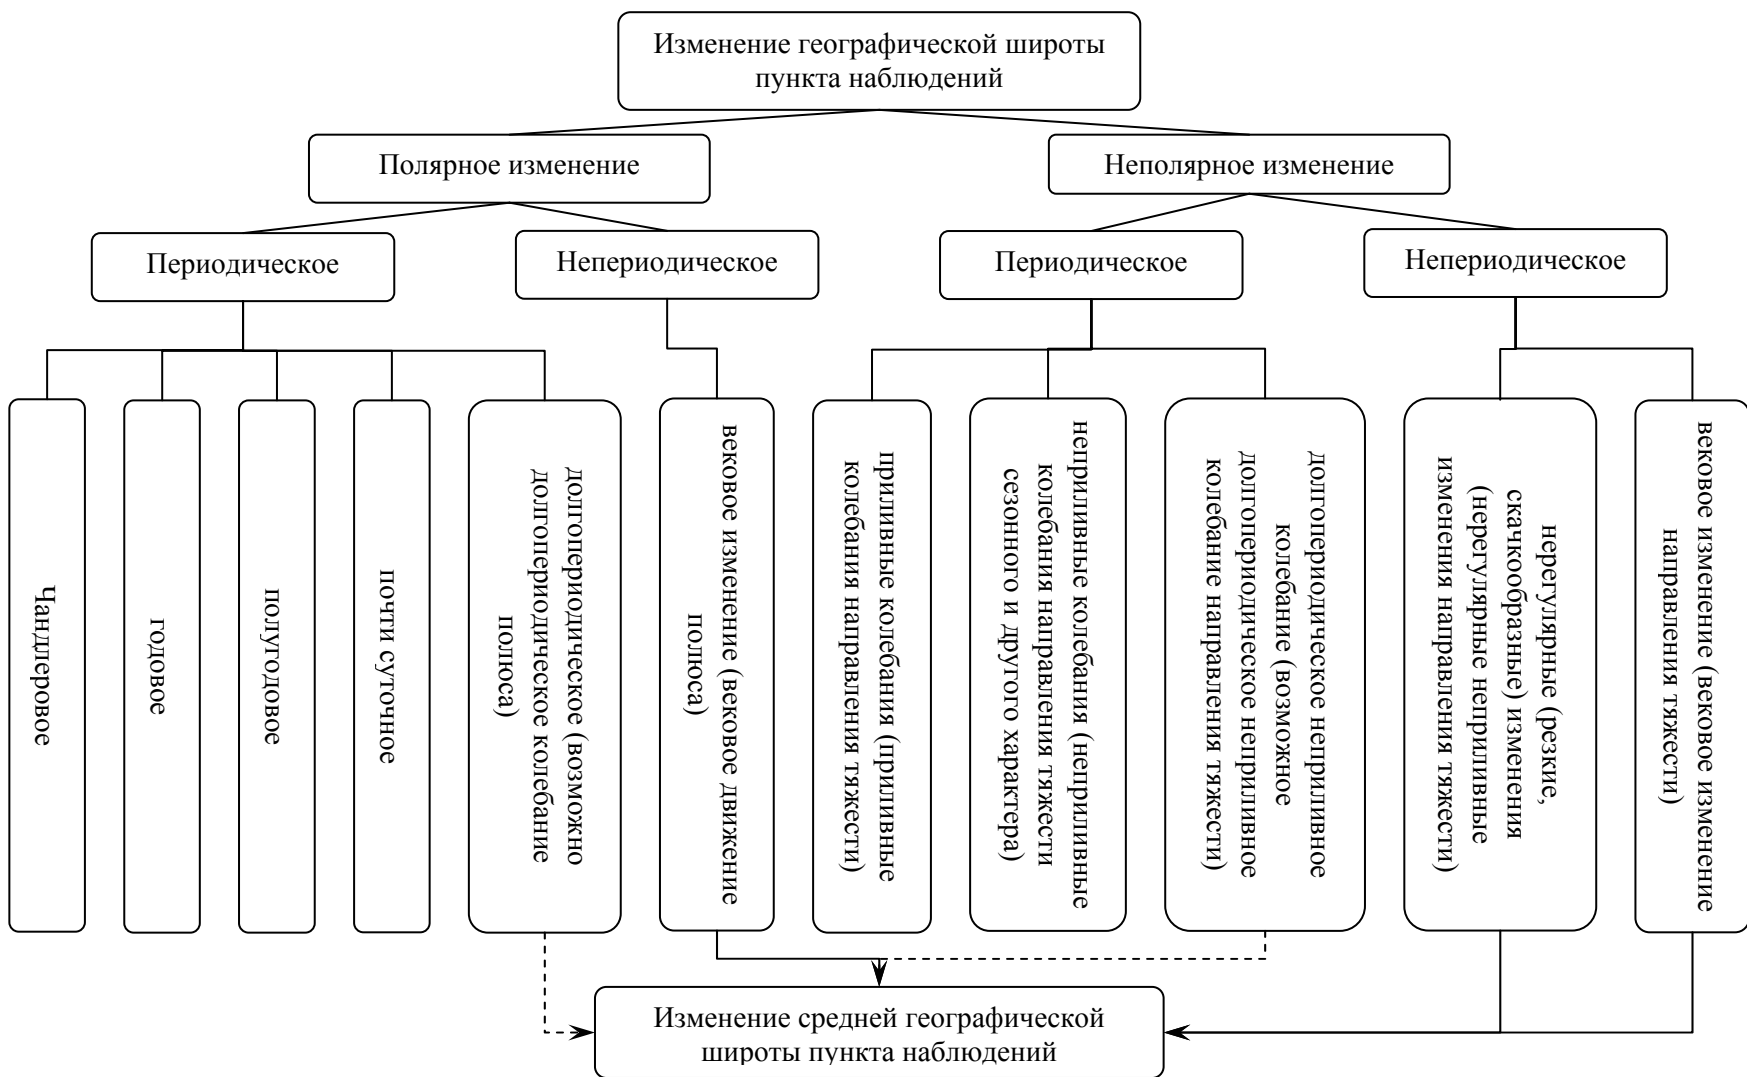 Изменение географической широты
пункта наблюдений
Полярное изменение
Неполярное изменение
Периодическое
Непериодическое
Периодическое
Непериодическое
Чандлеровое
годовое
полугодовое
почти суточное
долгопериодическое (возможно
долгопериодическое колебание
полюса)
вековое изменение (вековое движение
полюса)
приливные колебания (приливные
колебания направления тяжести)
неприливные колебания (неприливные
колебания направления тяжести
сезонного и другого характера)
долгопериодическое неприливное
колебание (возможное
долгопериодическое неприливное
колебание направления тяжести)
нерегулярные (резкие,
скачкообразные) изменения
(нерегулярные неприливные
изменения направления тяжести)
вековое изменение (вековое изменение
направления тяжести)
Изменение средней географической
широты пункта наблюдений